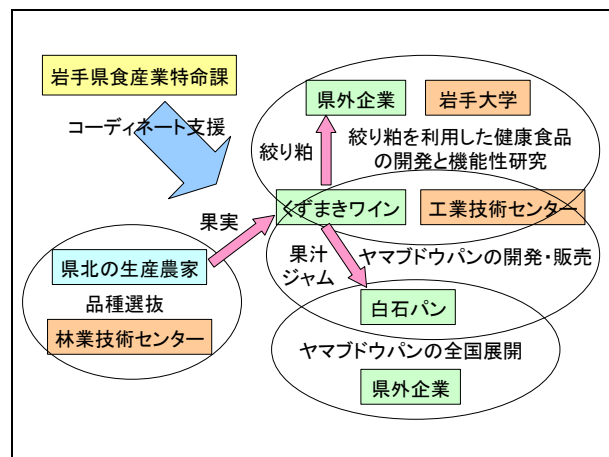 岩手県食産業特命課
コーディネート支援
県外企業
岩手大学
絞り粕
絞り粕を利用した健康食品
の開発と機能性研究
くずまきワイン
工業技術センター
果実
県北の生産農家
品種選抜
林業技術センター
果汁
ジャム
ヤマブドウパンの開発・販売
白石パン
ヤマブドウパンの全国展開
県外企業